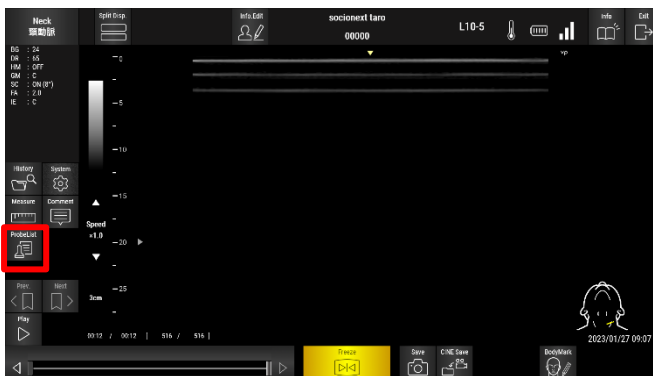 Neck
頸動脈
Split Disp.
Info.Edit
socionext taro
00000
L10-5
Info
Exit
BG : 24
DR : 65
HM : OFF
GM : C
SC : ON (8°)
FA : 2.0
IE : C
YP
0
5
10
15
20
25
History
System
Measure
Comment
ProbeList
Speed
×1.0
3cm
Prev.
Next
Play
00:12 / 00:12 | 516 / 516 |
2023/01/27 09:07
Freeze
Save
CINE Save
BodyMark